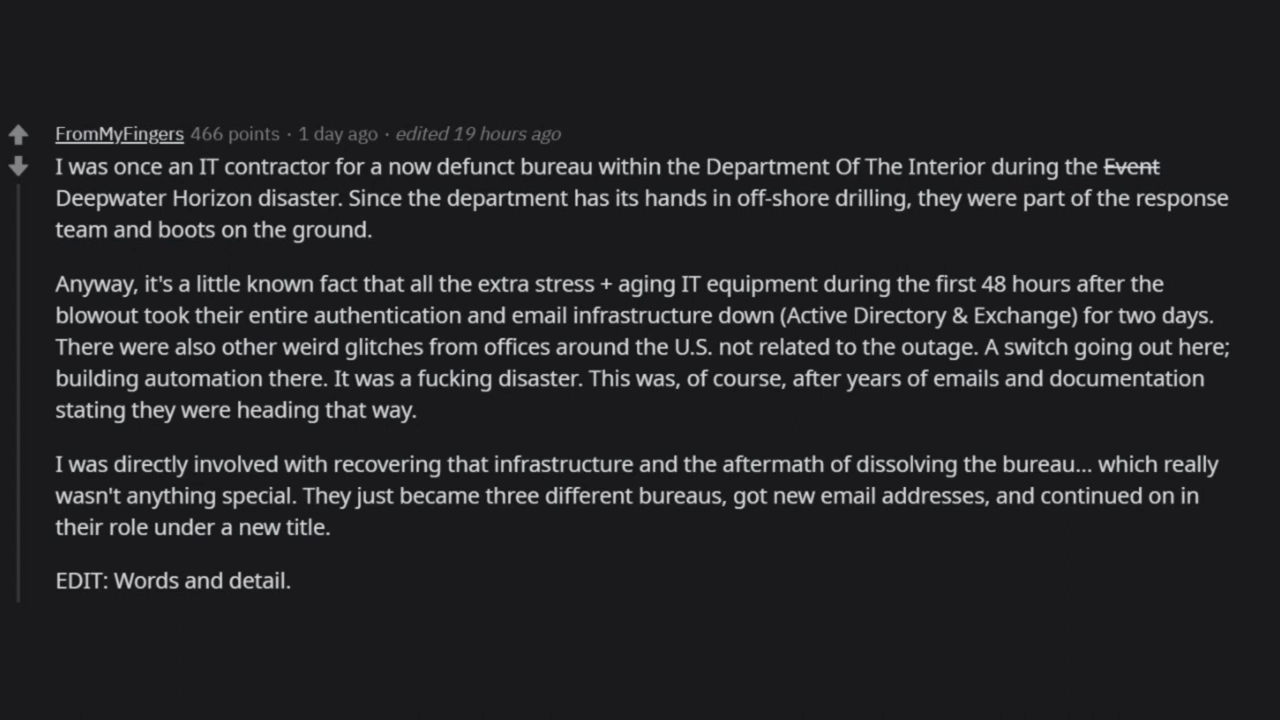 FromMyFingers 466 points · 1 day ago · edited 19 hours ago
I was once an IT contractor for a now defunct bureau within the Department Of The Interior during the Event
Deepwater Horizon disaster. Since the department has its hands in off-shore drilling, they were part of the response
team and boots on the ground.
Anyway, it's a little known fact that all the extra stress + aging IT equipment during the first 48 hours after the
blowout took their entire authentication and email infrastructure down (Active Directory & Exchange) for two days.
There were also other weird glitches from offices around the U.S. not related to the outage. A switch going out here;
building automation there. It was a fucking disaster. This was, of course, after years of emails and documentation
stating they were heading that way.
I was directly involved with recovering that infrastructure and the aftermath of dissolving the bureau... which really
wasn't anything special. They just became three different bureaus, got new email addresses, and continued on in
their role under a new title.
EDIT: Words and detail.